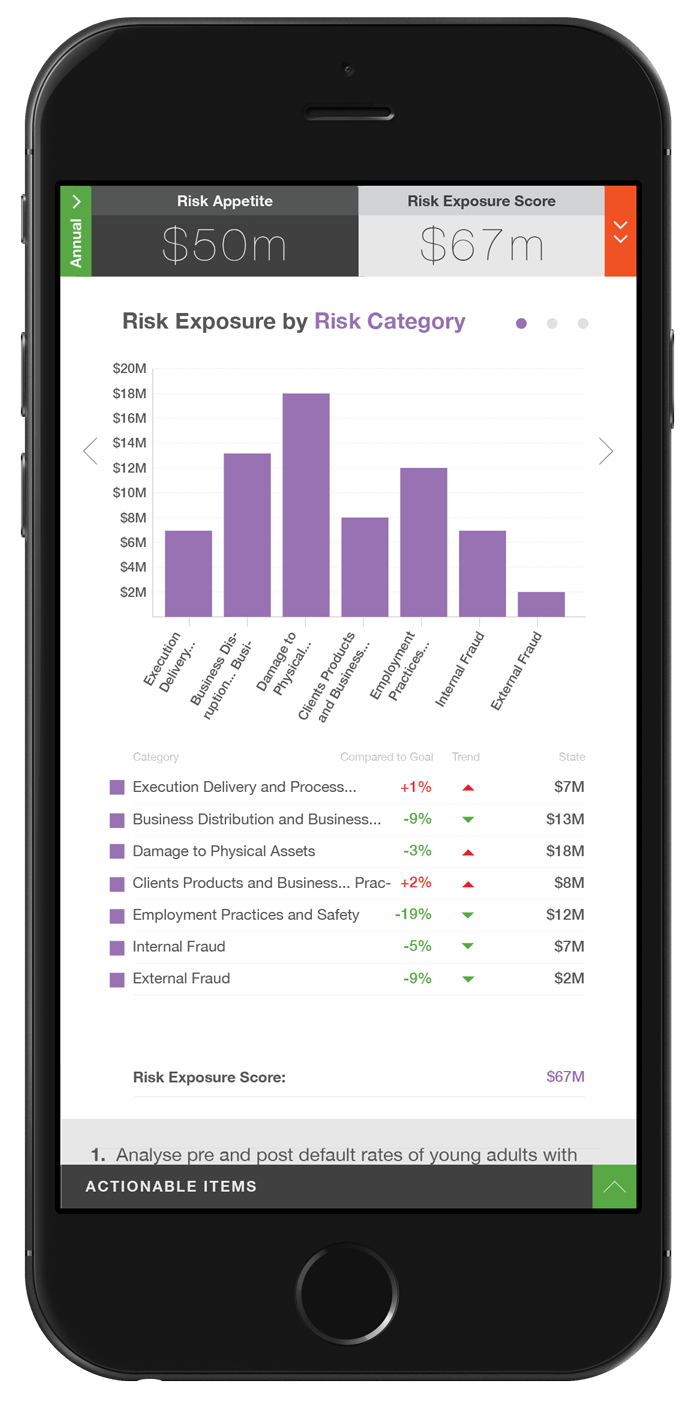 Annual
Risk Appetite
$50m
Risk Exposure Score
$67m
Risk Exposure by Risk Category
$20M
$18M
$16M
$14M
$12M
$10M
$8M
$6M
$4M
$2M
Execution
Delivery...
Business Dis-
ruption... Busi-
Damage to
Physical...
Clients Products
and Business...
Employment
Practices...
Internal Fraud
External Fraud
Category Compared to Goal Trend State
Execution Delivery and Process... +1% $7M
Business Distribution and Business... -9% $13M
Damage to Physical Assets -3% $18M
Clients Products and Business... Prac- +2% $8M
Employment Practices and Safety -19% $12M
Internal Fraud -5% $7M
External Fraud -9% $2M
Risk Exposure Score: $67M
1. Analyse pre and post default rates of young adults with
ACTIONABLE ITEMS